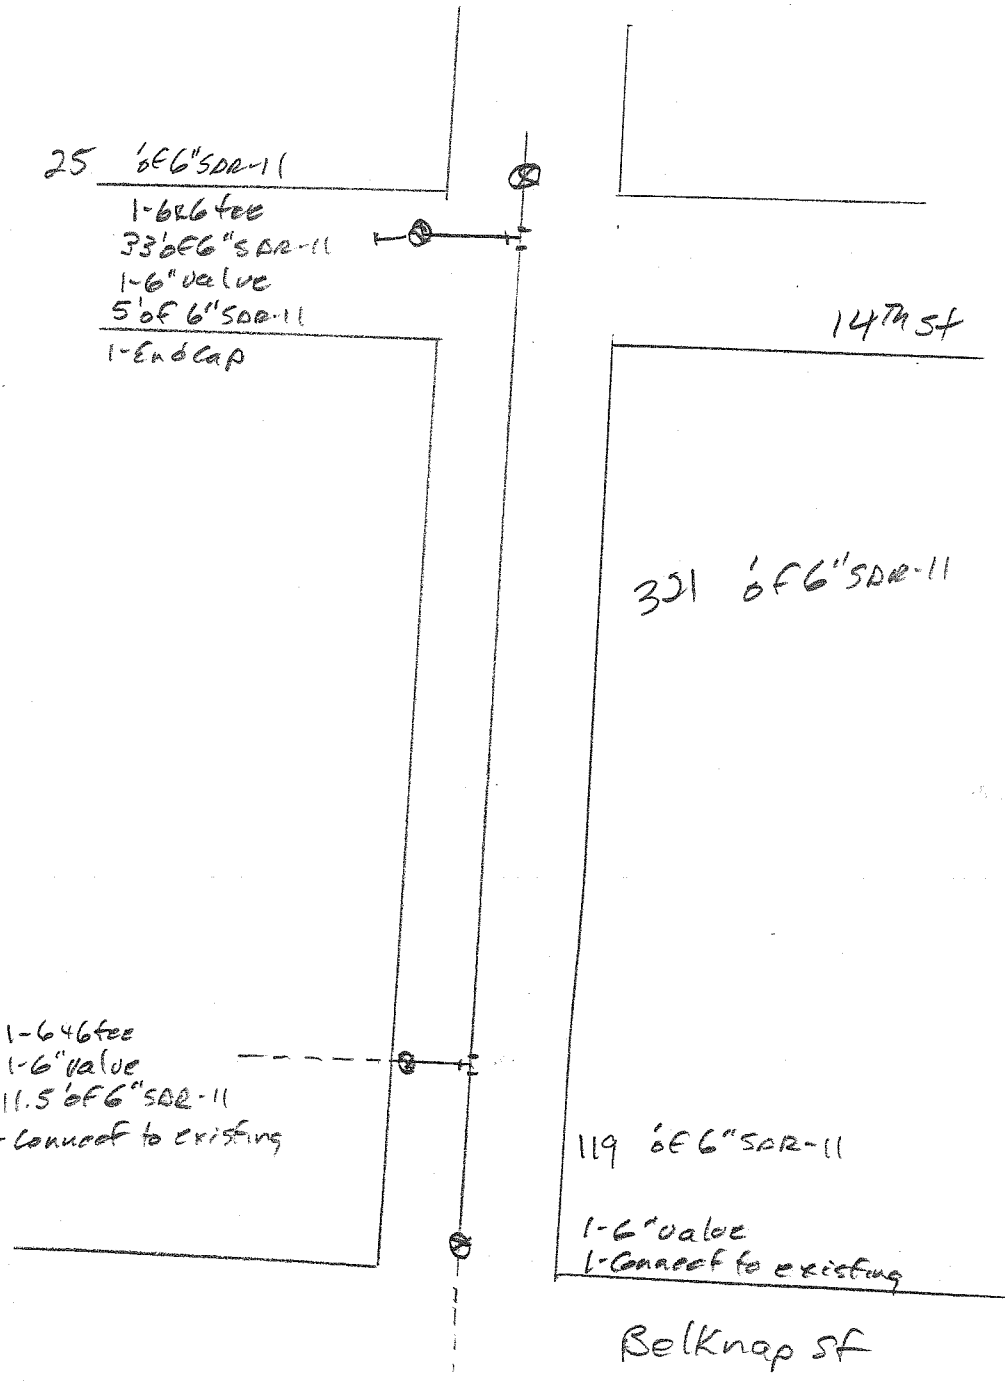 25 'of 6" SDR-11
1-6x6 tee
33' of 6" SDR-11
1-6" valve
5' of 6" SDR-11
1-End cap
14Th st
321 'of 6" SDR-11
1-6x6 tee
1-6" valve
11.5' of 6" SDR-11
-Connect to existing
119 'of 6" SDR-11
1-6" valve
1-Connect to existing
BelKnap st